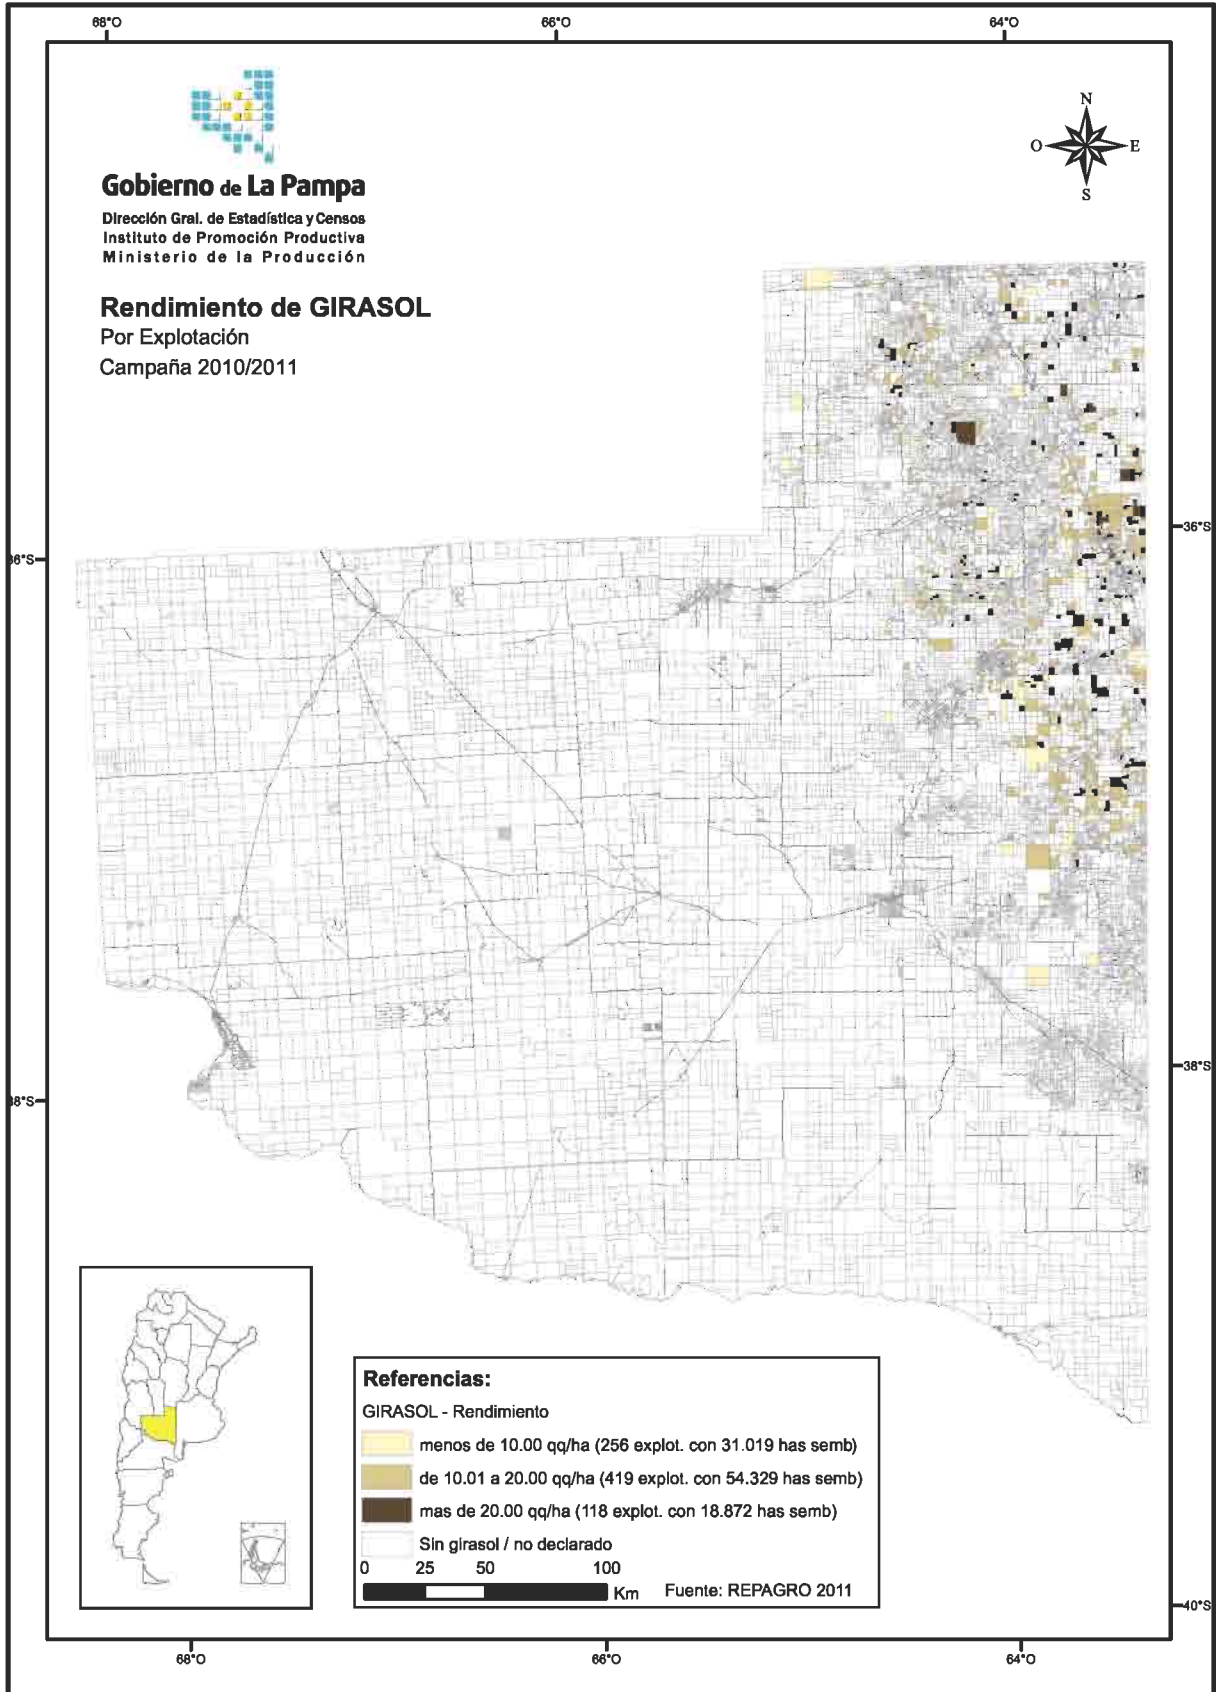 68°O 66°O 64°O
N
O E
S
Gobierno de La Pampa
Dirección Gral. de Estadística y Censos
Instituto de Promoción Productiva
Ministerio de la Producción
Rendimiento de GIRASOL
Por Explotación
Campaña 2010/2011
36°S
6°S
38°S
8°S
Referencias:
GIRASOL - Rendimiento
menos de 10.00 qq/ha (256 explot. con 31.019 has semb)
de 10.01 a 20.00 qq/ha (419 explot. con 54.329 has semb)
mas de 20.00 qq/ha (118 explot. con 18.872 has semb)
Sin girasol / no declarado
0 25 50 100
Km Fuente: REPAGRO 2011
40°S
68°O 66°O 64°O